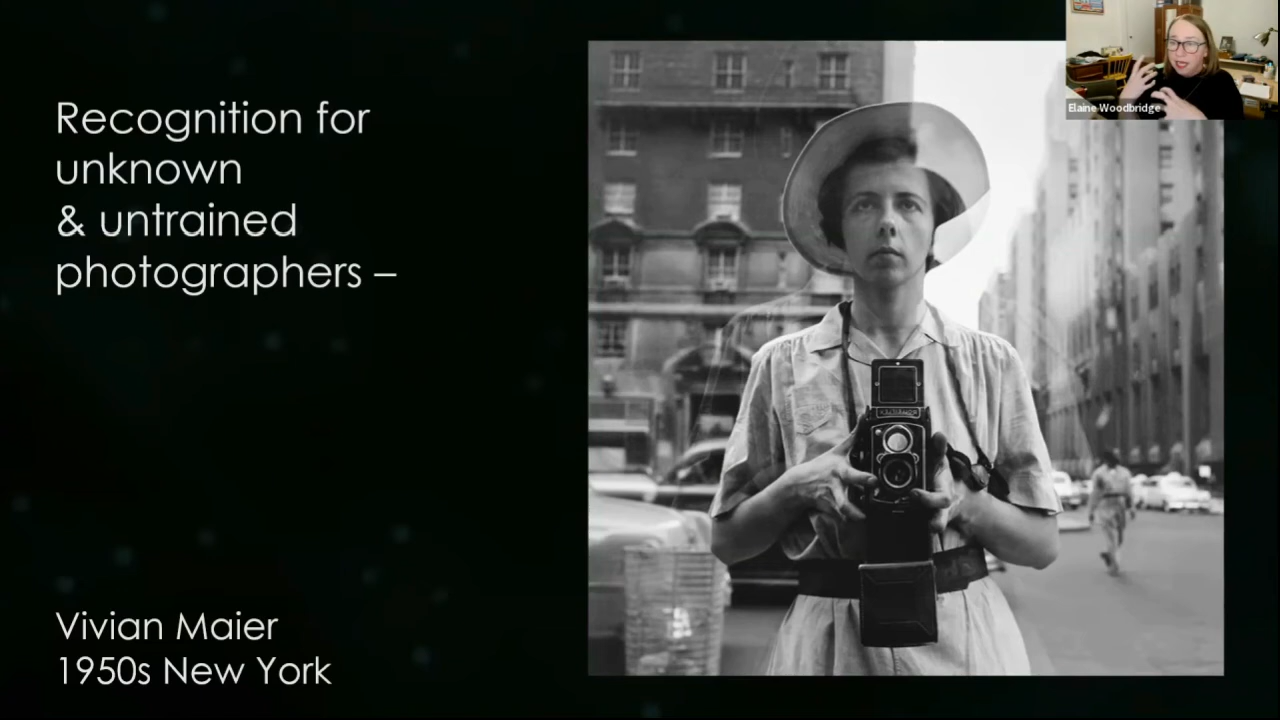 Recognition for
unknown
& untrained
photographers –
Vivian Maier
1950s New York
Elaine Woodbridge